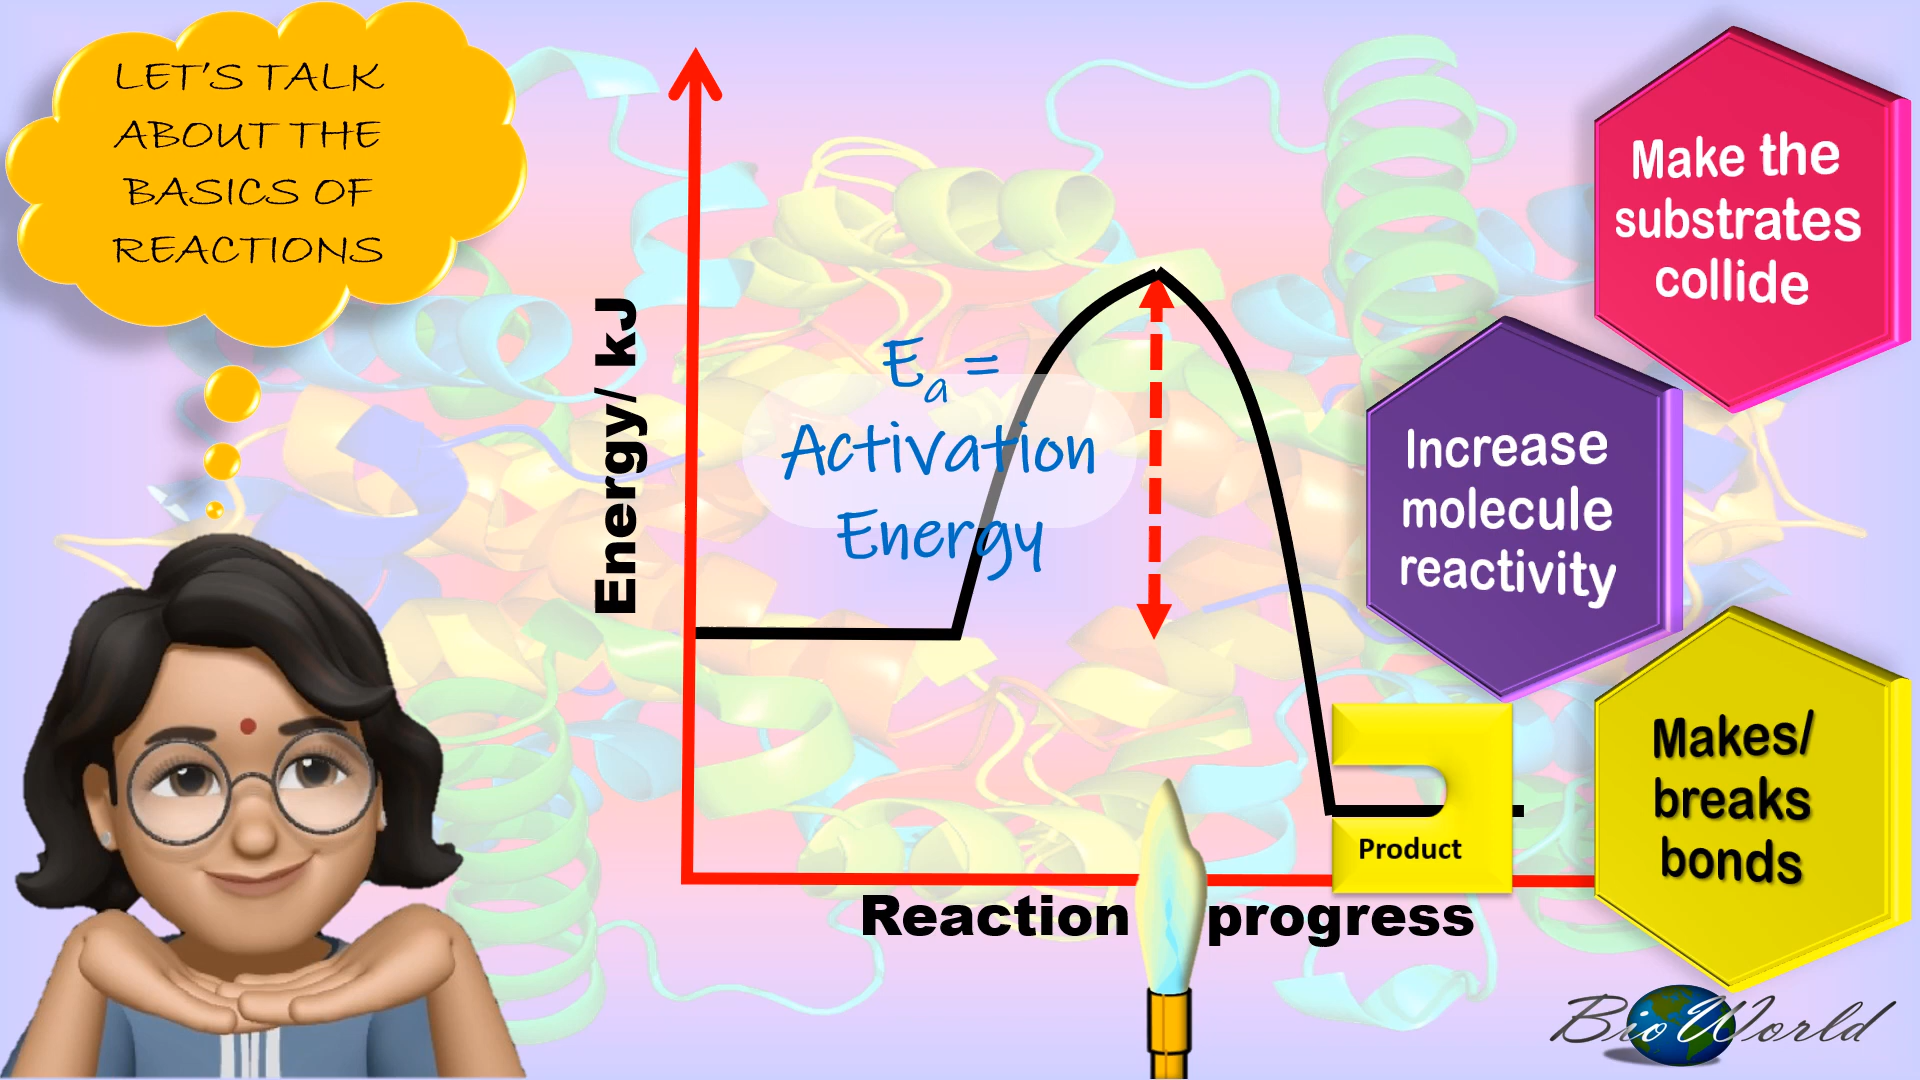 LET'S TALK
ABOUT THE
BASICS OF
REACTIONS
Energy/ kJ
Ea =
Activation
Energy
Product
Reaction progress
Make the
substrates
collide
Increase
molecule
reactivity
Makes/
breaks
bonds
BioWorld